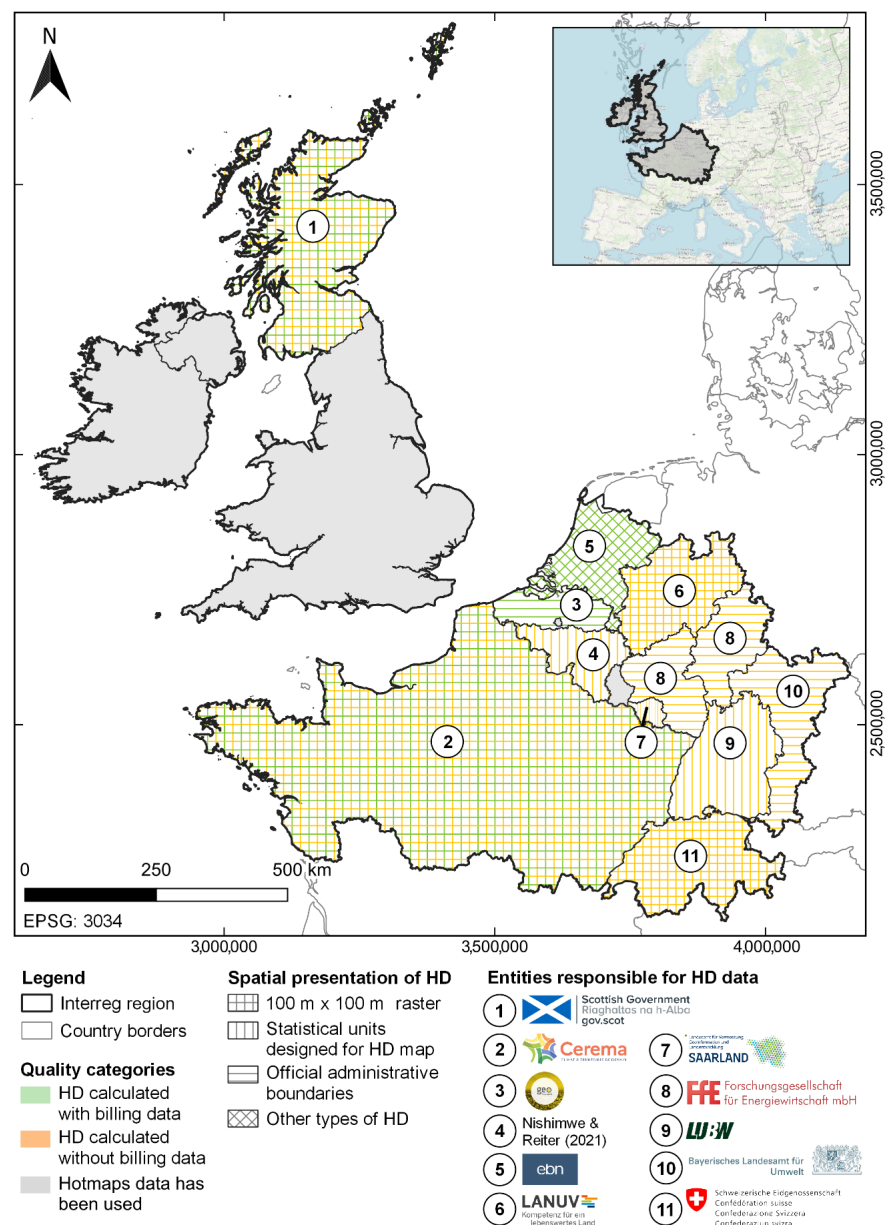 N
3,500,000
3,000,000
2,500,000
1
5
3
6
4
8
8
10
2
7
9
11
0 250 500 km
EPSG: 3034
3,000,000 3,500,000 4,000,000
Legend
Interreg region
Country borders
Quality categories
HD calculated
with billing data
HD calculated
without billing data
Hotmaps data has
been used
Spatial presentation of HD
100 m x 100 m raster
Statistical units
designed for HD map
Official administrative
boundaries
Other types of HD
Entities responsible for HD data
1 Scottish Government
Riaghaltas na h-Alba
gov.scot
2 Cerema
3 geo
4 Nishimwe &
Reiter (2021)
5 ebn
6 LANUV
Kompetenz für ein
lebenswertes Land
7 Landesamt für Vermessung
Geoinformation und
Landentwicklung
SAARLAND
8 FfE Forschungsgesellschaft
für Energiewirtschaft mbH
9 LUBW
10 Bayerisches Landesamt für
Umwelt
11 Schweizerische Eidgenossenschaft
Confédération suisse
Confederazione Svizzera
Confederaziun svizra